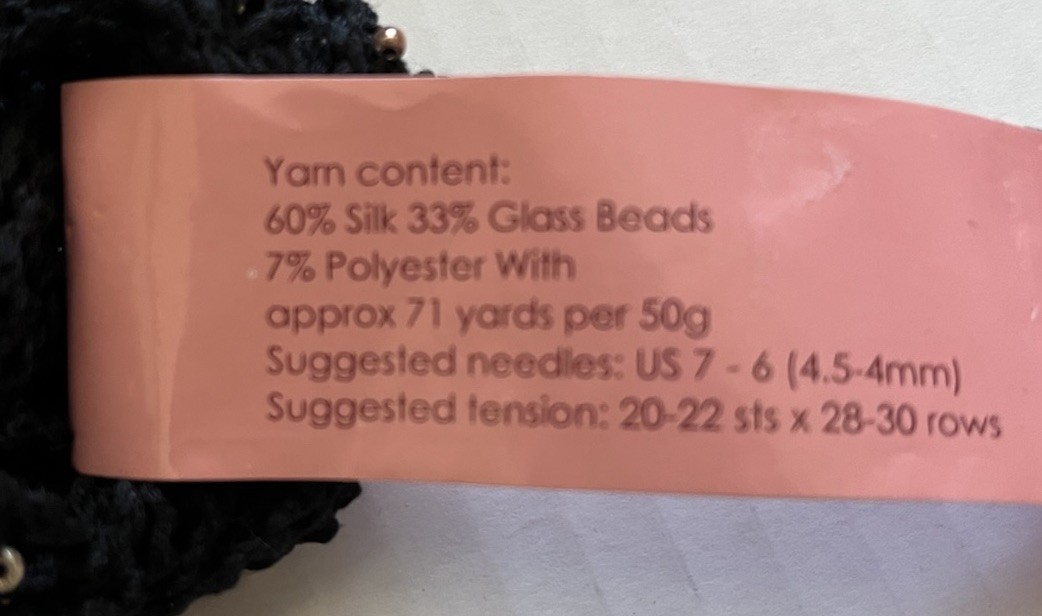 Yarn content:
60% Silk 33% Glass Beads
7% Polyester With
approx 71 yards per 50g
Suggested needles: US 7 - 6 (4.5-4mm)
Suggested tension: 20-22 sts x 28-30 rows